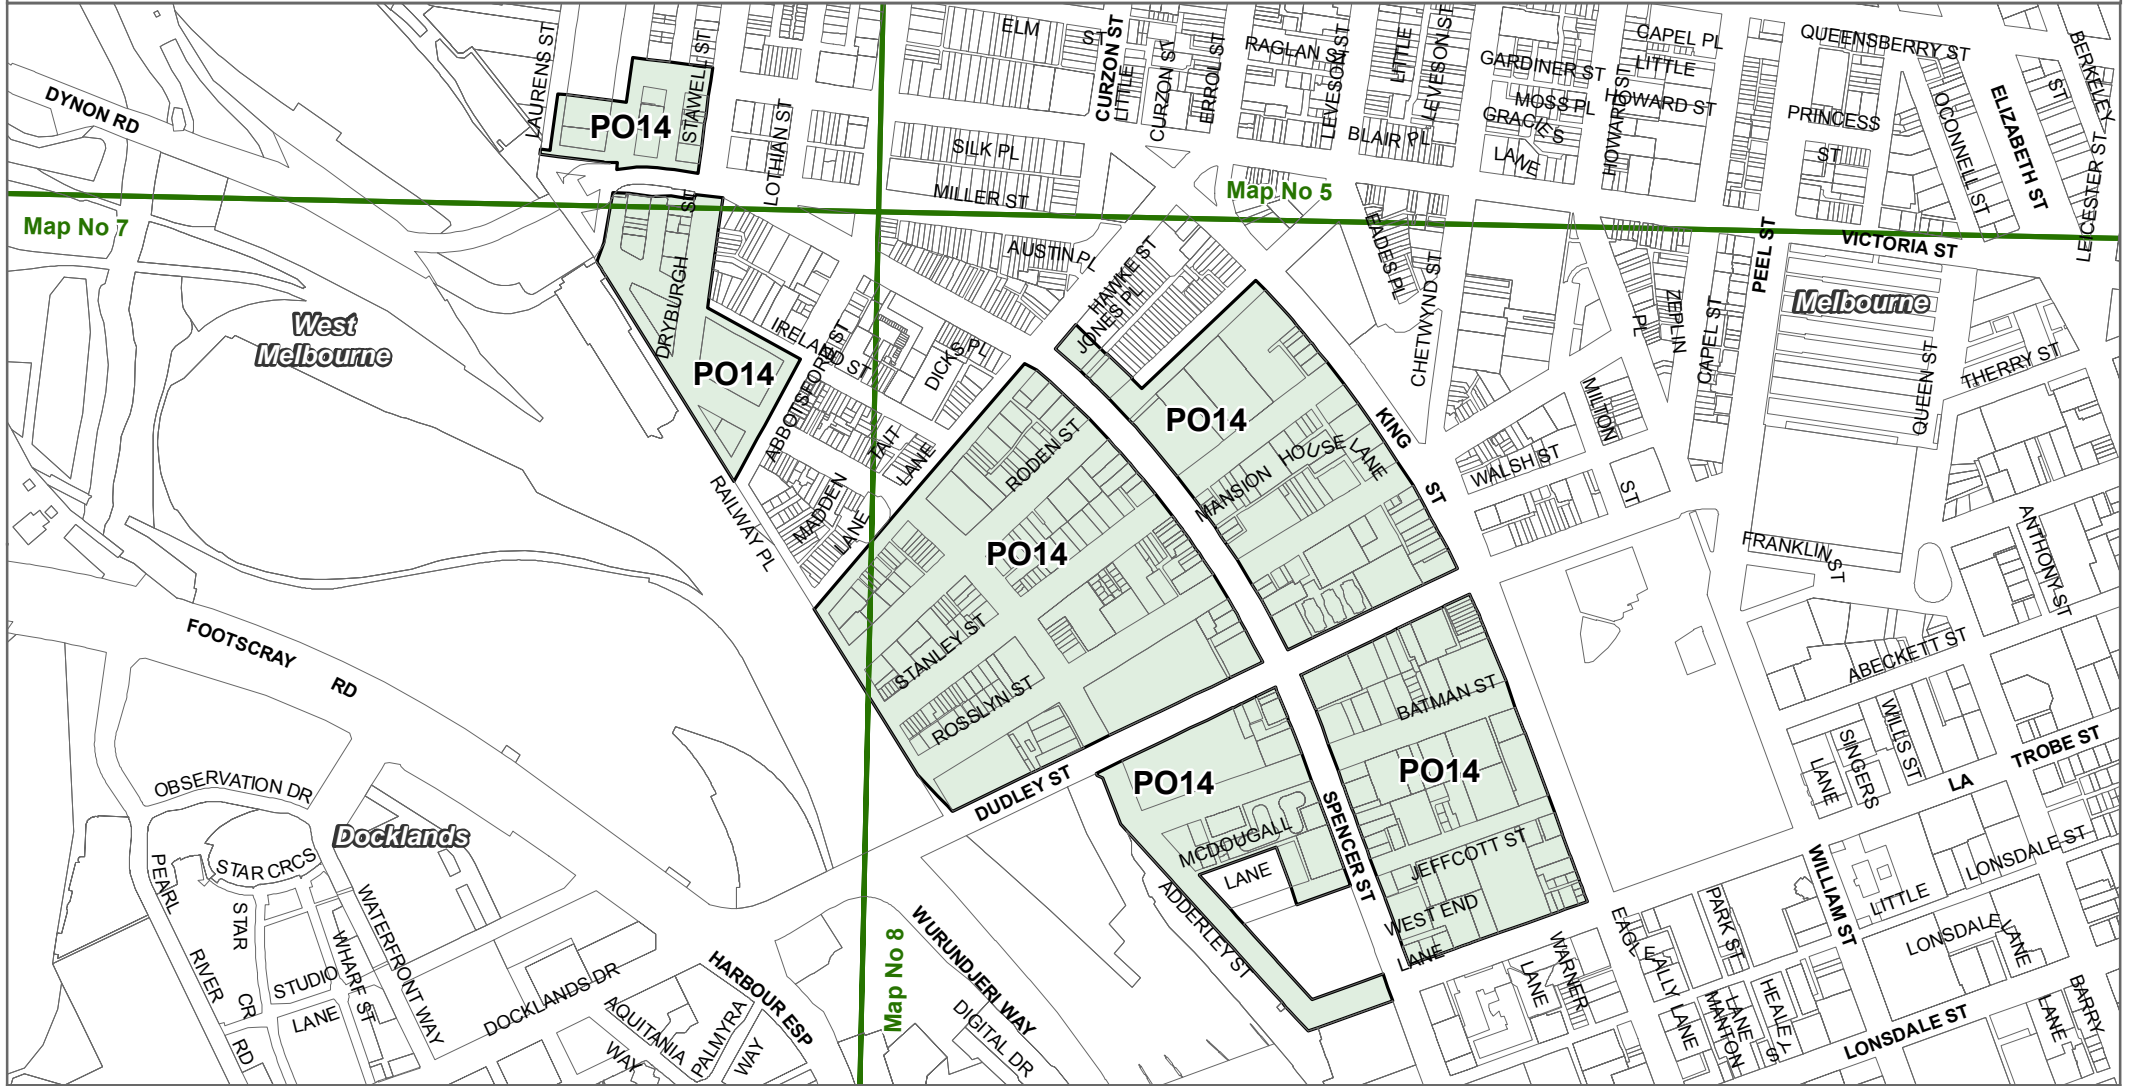 ELM
ST
CURZON ST
LITTLE
CURZON ST
ERROL ST
RAGLAN ST
LEVESON ST
LITTLE
LEVESON ST
GARDINER ST
CAPEL PL
LITTLE
HOWARD ST
MOSS PL
GRACIES
LANE
HOWARD ST
BLAIR PL
QUEENSBERRY ST
PRINCESS
ST
OCONNELL ST
ELIZABETH ST
BERKELEY
ST
LEICESTER ST
LAURENS ST
STAWELL ST
PO14
LOTHIAN ST
DYNON RD
SILK PL
MILLER ST
Map No 5
Map No 7
VICTORIA ST
PEEL ST
AUSTIN PL
HAWKE ST
JONES PL
EADES PL
CHETWYND ST
ZEPLIN
PL
CAPEL ST
Melbourne
QUEEN ST
THERRY ST
West
Melbourne
DRYBURGH
ST
IRELAND ST
PO14
ABBOTSFORD ST
DICKS PL
TAIT
LANE
MADDEN
LANE
RAILWAY PL
RODEN ST
PO14
PO14
MANSION HOUSE LANE
KING
ST
MILTON
ST
WALSH ST
FRANKLIN
ST
ANTHONY ST
ABECKETT ST
STANLEY ST
ROSSLYN ST
DUDLEY ST
FOOTSCRAY
RD
PO14
MCDOUGALL
LANE
SPENCER ST
ADDERLEY ST
BATMAN ST
PO14
JEFFCOTT ST
WEST END
LANE
WILLS ST
SINGERS
LANE
LA
TROBE ST
WILLIAM ST
LITTLE
LONSDALE ST
LONSDALE
LANE
PARK ST
EAGL
EALLY
LANE
WARNER
LANE
MANTON
LANE
HEALEY
S
LONSDALE ST
BARRY
LANE
OBSERVATION DR
Docklands
STAR CRCS
PEARL
RIVER
RD
STAR
CR
STUDIO
LANE
WHARF ST
WATERFRONT WAY
DOCKLANDS DR
AQUITANIA
WAY
PALMYRA
WAY
HARBOUR ESP
Map No 8
WURUNDJERI WAY
DIGITAL DR